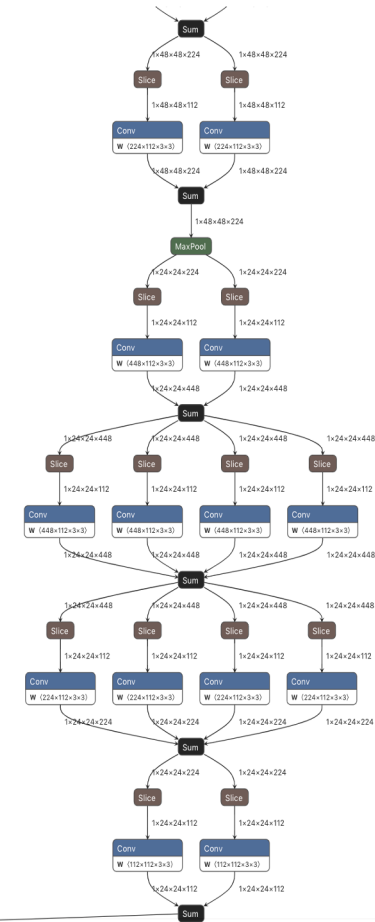 Sum
1×48×48×224 1×48×48×224
Slice Slice
1×48×48×112 1×48×48×112
Conv Conv
W ⟨224×112×3×3⟩ W ⟨224×112×3×3⟩
1×48×48×224 1×48×48×224
Sum
1×48×48×224
MaxPool
1×24×24×224 1×24×24×224
Slice Slice
1×24×24×112 1×24×24×112
Conv Conv
W ⟨448×112×3×3⟩ W ⟨448×112×3×3⟩
1×24×24×448 1×24×24×448
Sum
1×24×24×448 1×24×24×448 1×24×24×448 1×24×24×448
Slice Slice Slice Slice
1×24×24×112 1×24×24×112 1×24×24×112 1×24×24×112
Conv Conv Conv Conv
W ⟨448×112×3×3⟩ W ⟨448×112×3×3⟩ W ⟨448×112×3×3⟩ W ⟨448×112×3×3⟩
1×24×24×448 1×24×24×448 1×24×24×448 1×24×24×448
Sum
1×24×24×448 1×24×24×448 1×24×24×448 1×24×24×448
Slice Slice Slice Slice
1×24×24×112 1×24×24×112 1×24×24×112 1×24×24×112
Conv Conv Conv Conv
W ⟨224×112×3×3⟩ W ⟨224×112×3×3⟩ W ⟨224×112×3×3⟩ W ⟨224×112×3×3⟩
1×24×24×224 1×24×24×224 1×24×24×224 1×24×24×224
Sum
1×24×24×224 1×24×24×224
Slice Slice
1×24×24×112 1×24×24×112
Conv Conv
W ⟨112×112×3×3⟩ W ⟨112×112×3×3⟩
1×24×24×112 1×24×24×112
Sum